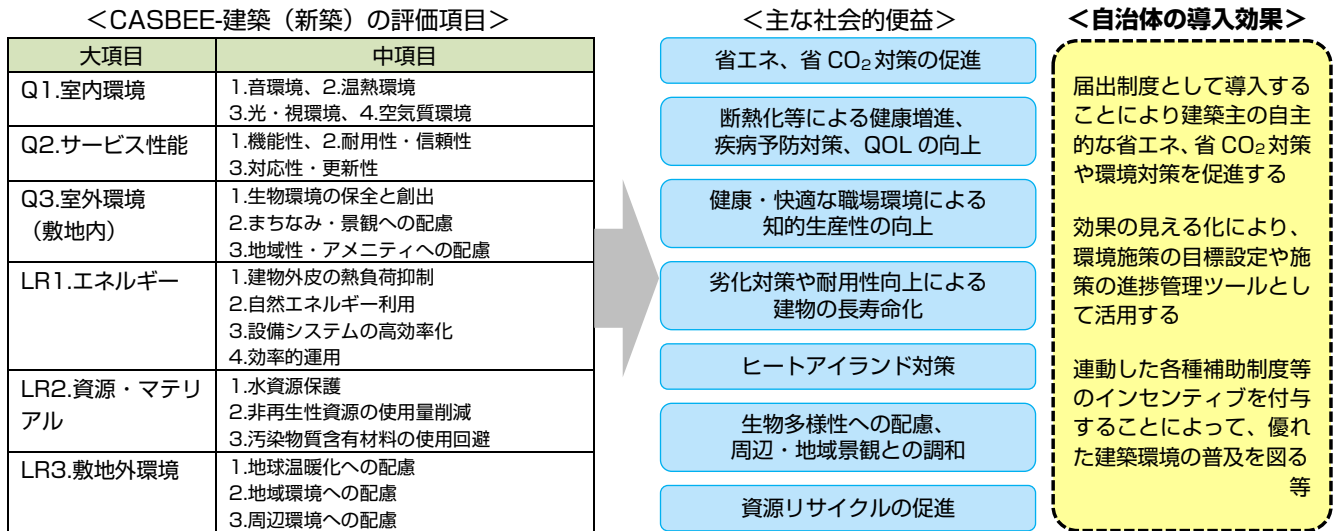 ＜CASBEE-建築（新築）の評価項目＞
大項目 中項目
Q1.室内環境
1.音環境、2.温熱環境
3.光・視環境、4.空気質環境
Q2.サービス性能
1.機能性、2.耐用性・信頼性
3.対応性・更新性
Q3.室外環境
（敷地内）
1.生物環境の保全と創出
2.まちなみ・景観への配慮
3.地域性・アメニティへの配慮
LR1.エネルギー
1.建物外皮の熱負荷抑制
2.自然エネルギー利用
3.設備システムの高効率化
4.効率的運用
LR2.資源・マテリ
アル
1.水資源保護
2.非再生性資源の使用量削減
3.汚染物質含有材料の使用回避
LR3.敷地外環境
1.地球温暖化への配慮
2.地域環境への配慮
3.周辺環境への配慮
＜主な社会的便益＞
省エネ、省 CO₂ 対策の促進
断熱化等による健康増進、
疾病予防対策、QOL の向上
健康・快適な職場環境による
知的生産性の向上
劣化対策や耐用性向上による
建物の長寿命化
ヒートアイランド対策
生物多様性への配慮、
周辺・地域景観との調和
資源リサイクルの促進
＜自治体の導入効果＞
届出制度として導入する
ことにより建築主の自主
的な省エネ、省 CO₂ 対策
や環境対策を促進する
効果の見える化により、
環境施策の目標設定や施
策の進捗管理ツールとし
て活用する
連動した各種補助制度等
のインセンティブを付与
することによって、優れ
た建築環境の普及を図る
等